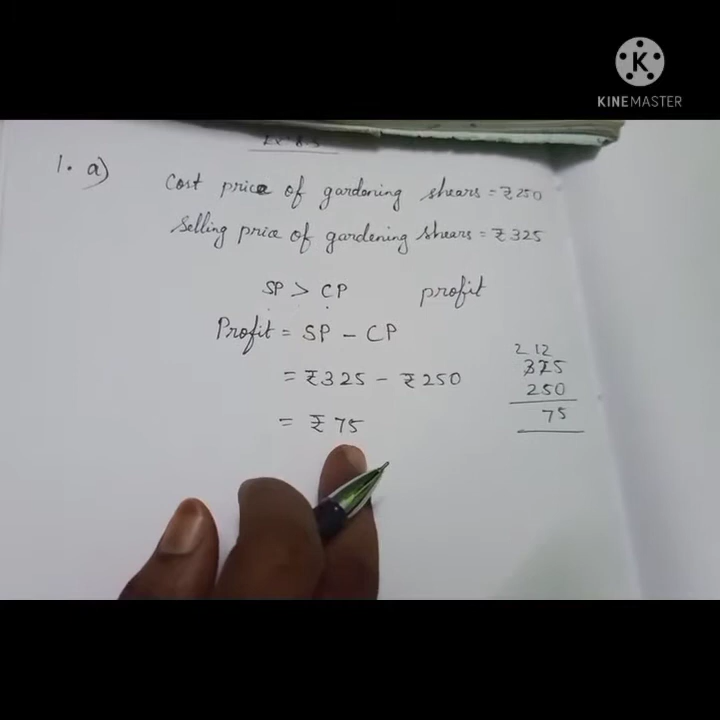 K
KINEMASTER
1. a)
Cost price of gardening shears = ₹250
Selling price of gardening shears = ₹325
SP > CP profit
Profit = SP - CP
= ₹325 - ₹250
= ₹75
2 12
325
250
75